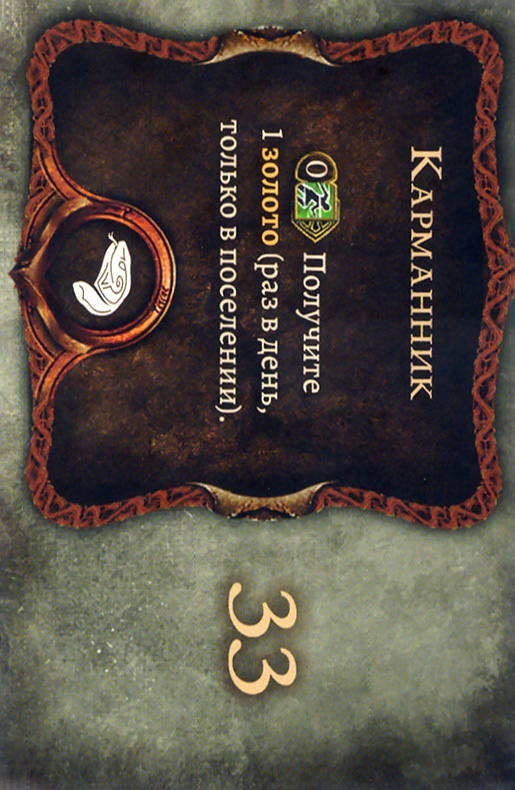 Карманник
0 Получите
1 золото (раз в день,
только в поселении).
33